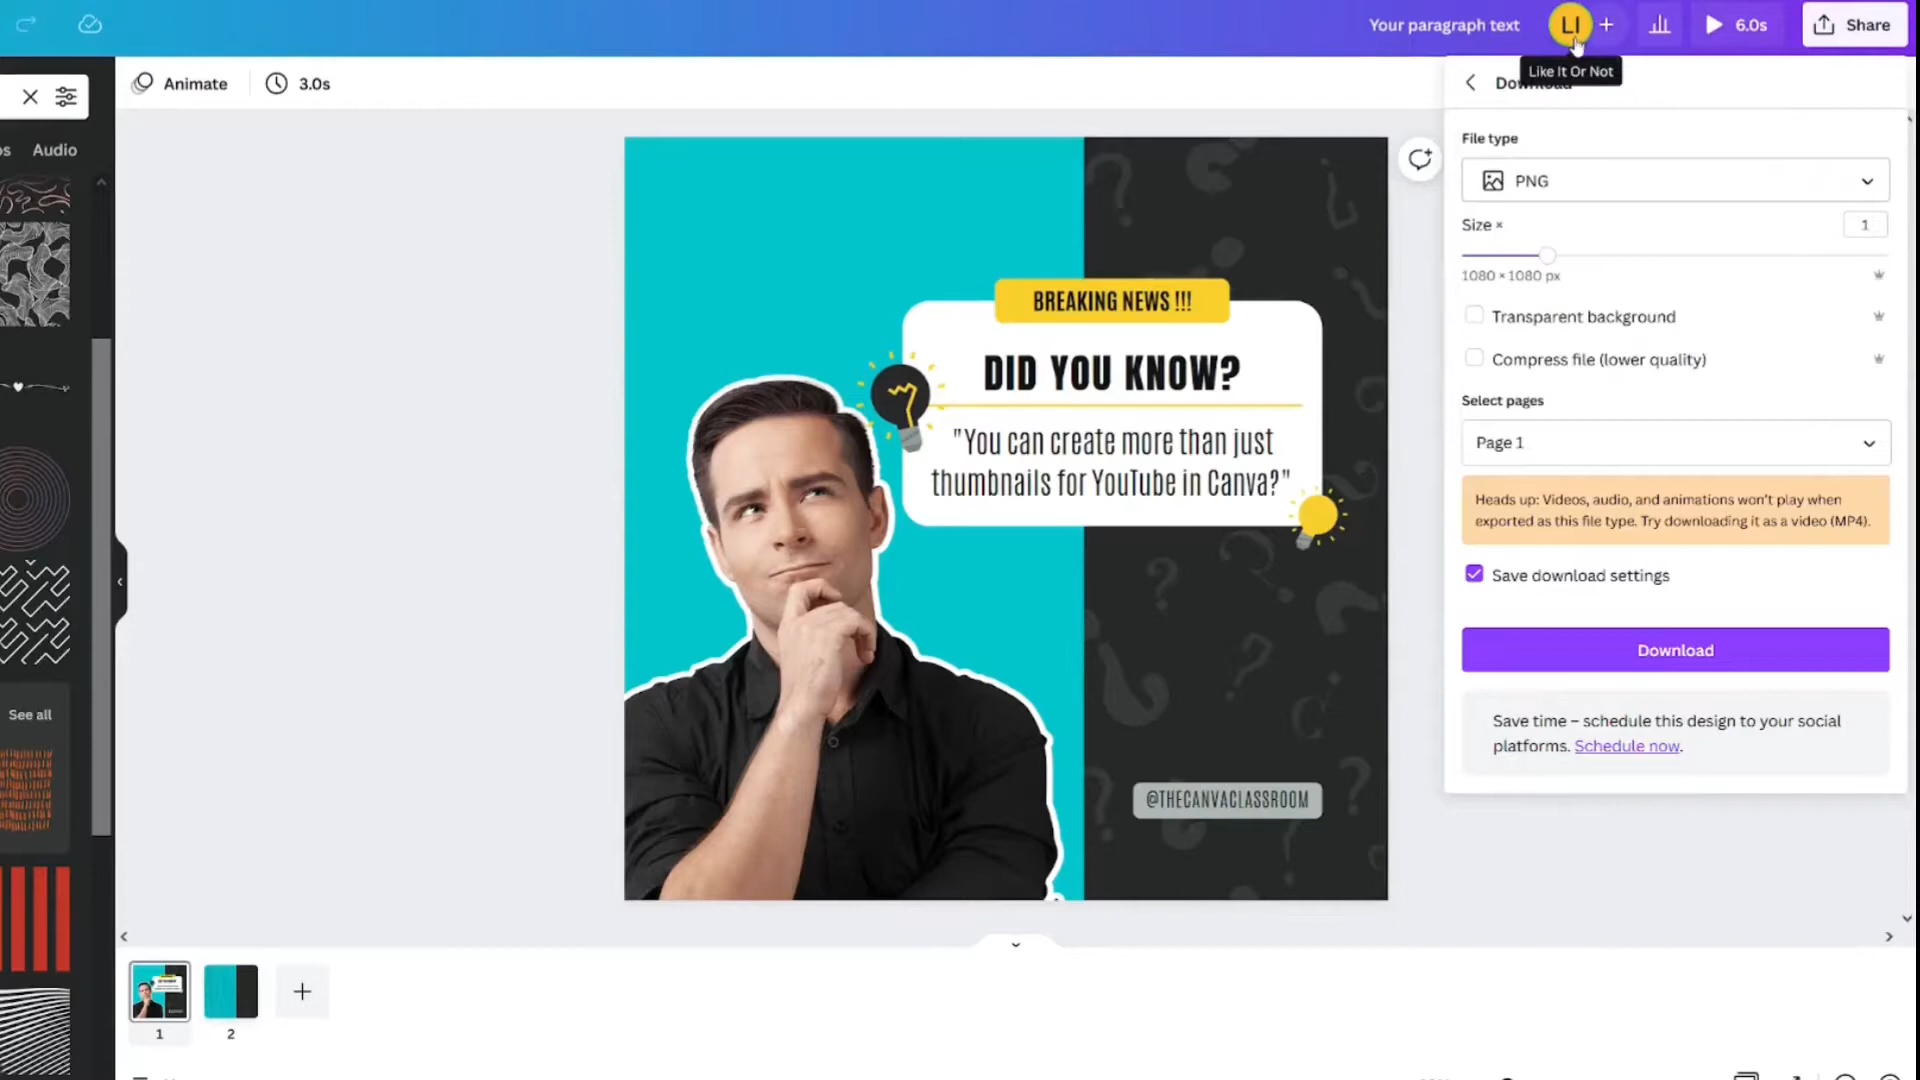 Your paragraph text
LI
6.0s
Share
Like It Or Not
Animate
3.0s
Audio
File type
PNG
Size ×
1
1080 × 1080 px
Transparent background
Compress file (lower quality)
Select pages
Page 1
Heads up: Videos, audio, and animations won't play when
exported as this file type. Try downloading it as a video (MP4).
Save download settings
Download
Save time – schedule this design to your social
platforms. Schedule now.
See all
BREAKING NEWS !!!
DID YOU KNOW?
"You can create more than just
thumbnails for YouTube in Canva?"
@THECANVACLASSROOM
1
2